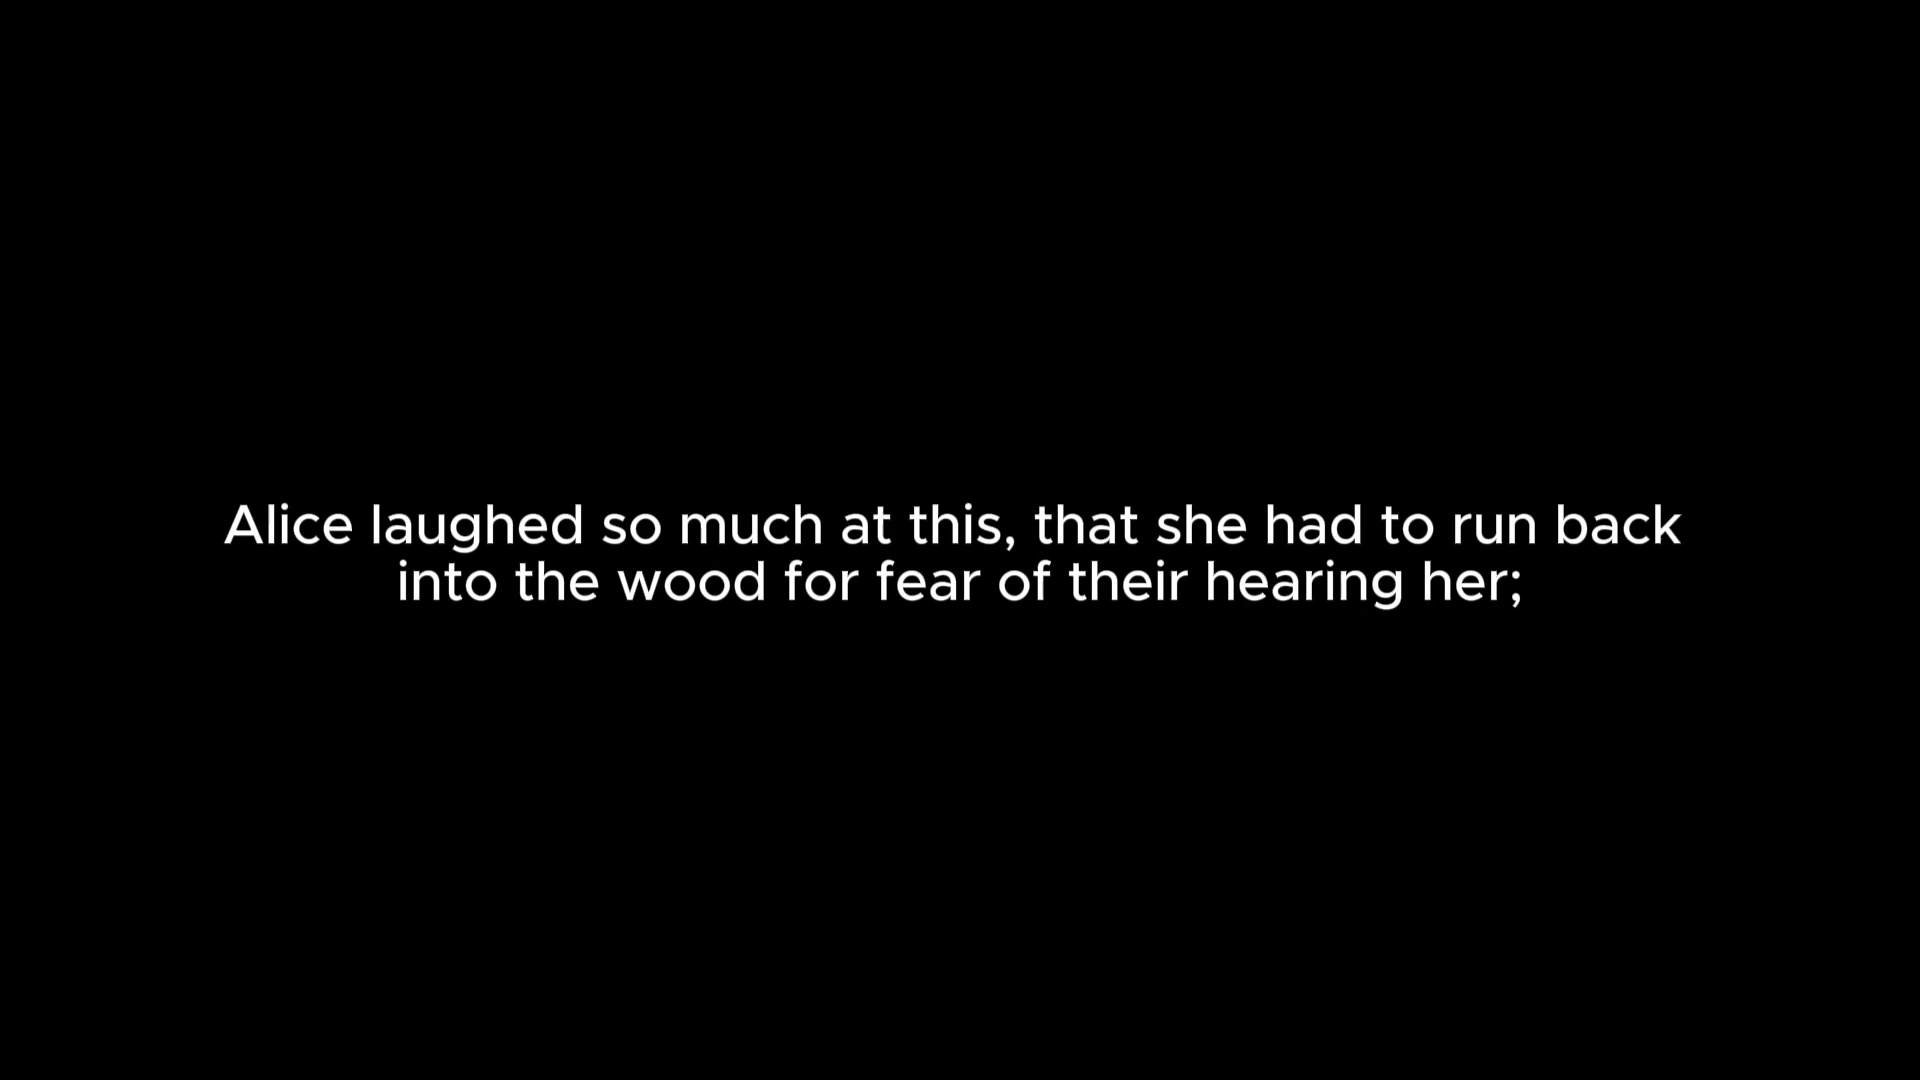 Alice laughed so much at this, that she had to run back
into the wood for fear of their hearing her;